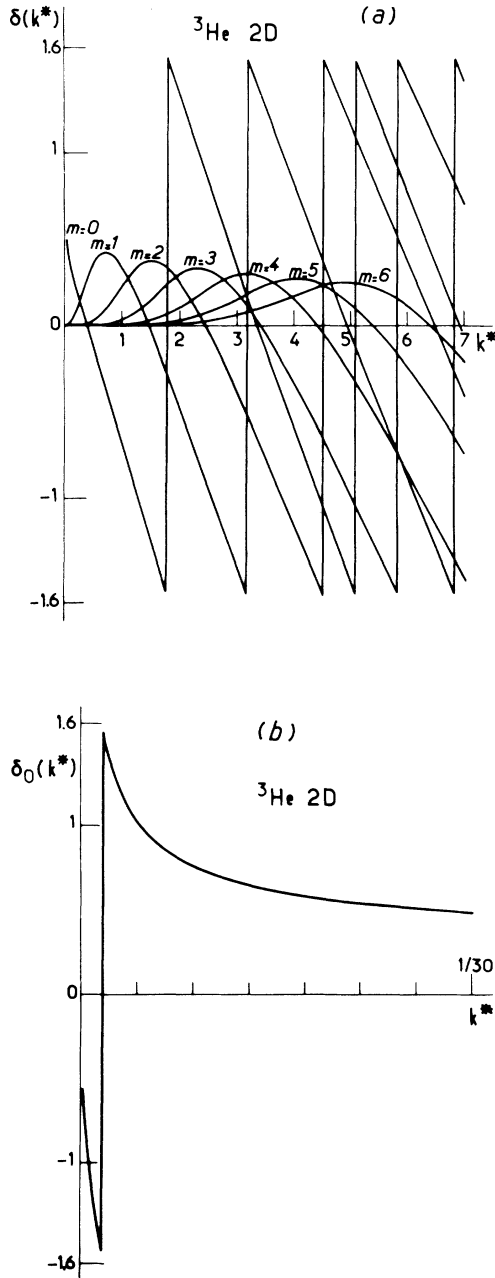 δ(k*)
³He 2D
(a)
1.6
1
m=0
m=1
m=2
m=3
m=4
m=5
m=6
0
1 2 3 4 5 6 7
k*
-1
-1.6
1.6
(b)
δ₀(k*)
³He 2D
1
1/30
0
k*
-1
-1.6